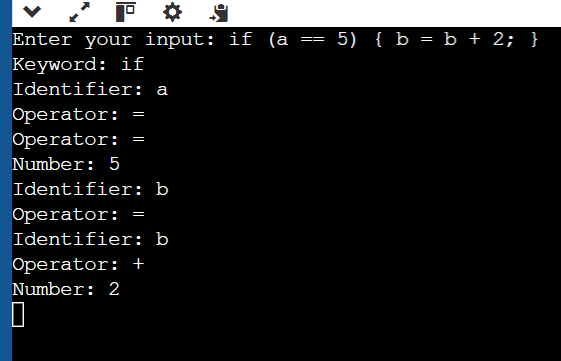 Enter your input: if (a == 5) { b = b + 2; }
Keyword: if
Identifier: a
Operator: =
Operator: =
Number: 5
Identifier: b
Operator: =
Identifier: b
Operator: +
Number: 2